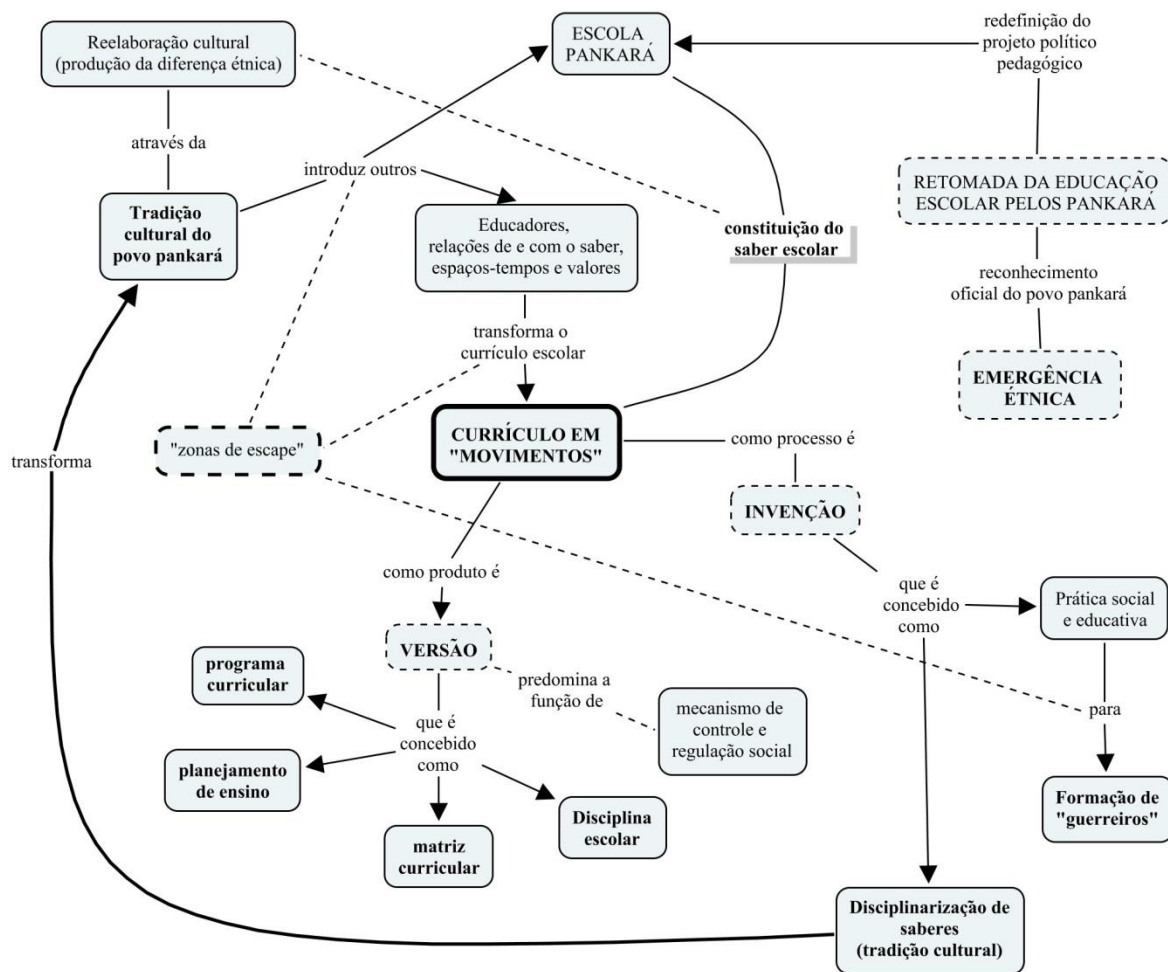 Reelaboração cultural
(produção da diferença étnica)
ESCOLA
PANKARÁ
redefinição do
projeto político
pedagógico
através da
introduz outros
RETOMADA DA EDUCAÇÃO
ESCOLAR PELOS PANKARÁ
Tradição
cultural do
povo pankará
Educadores,
relações de e com o saber,
espaços-tempos e valores
constituição do
saber escolar
reconhecimento
oficial do povo pankará
transforma o
currículo escolar
EMERGÊNCIA
ÉTNICA
transforma
"zonas de escape"
CURRÍCULO EM
"MOVIMENTOS"
como processo é
INVENÇÃO
como produto é
que é
concebido
como
Prática social
e educativa
VERSÃO
programa
curricular
predomina a
função de
mecanismo de
controle e
regulação social
para
que é
concebido
como
planejamento
de ensino
Disciplina
escolar
Formação de
"guerreiros"
matriz
curricular
Disciplinarização de
saberes
(tradição cultural)